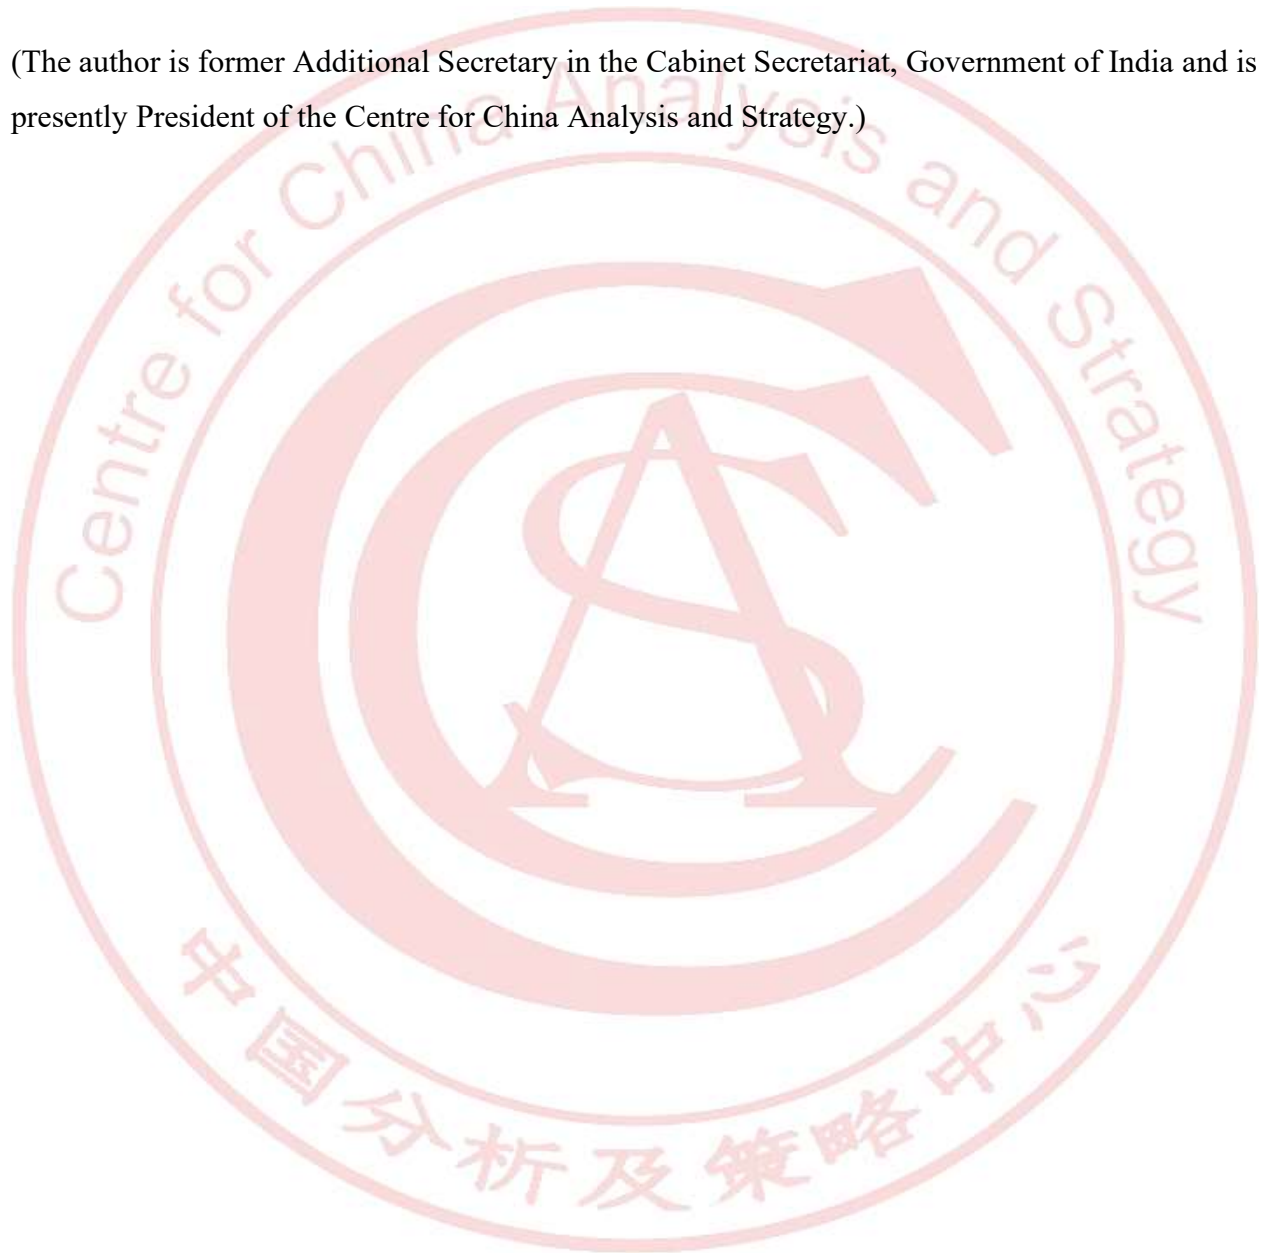 (The author is former Additional Secretary in the Cabinet Secretariat, Government of India and is
presently President of the Centre for China Analysis and Strategy.)
Centre for China Analysis and Strategy
CCAS
中国分析及策略中心